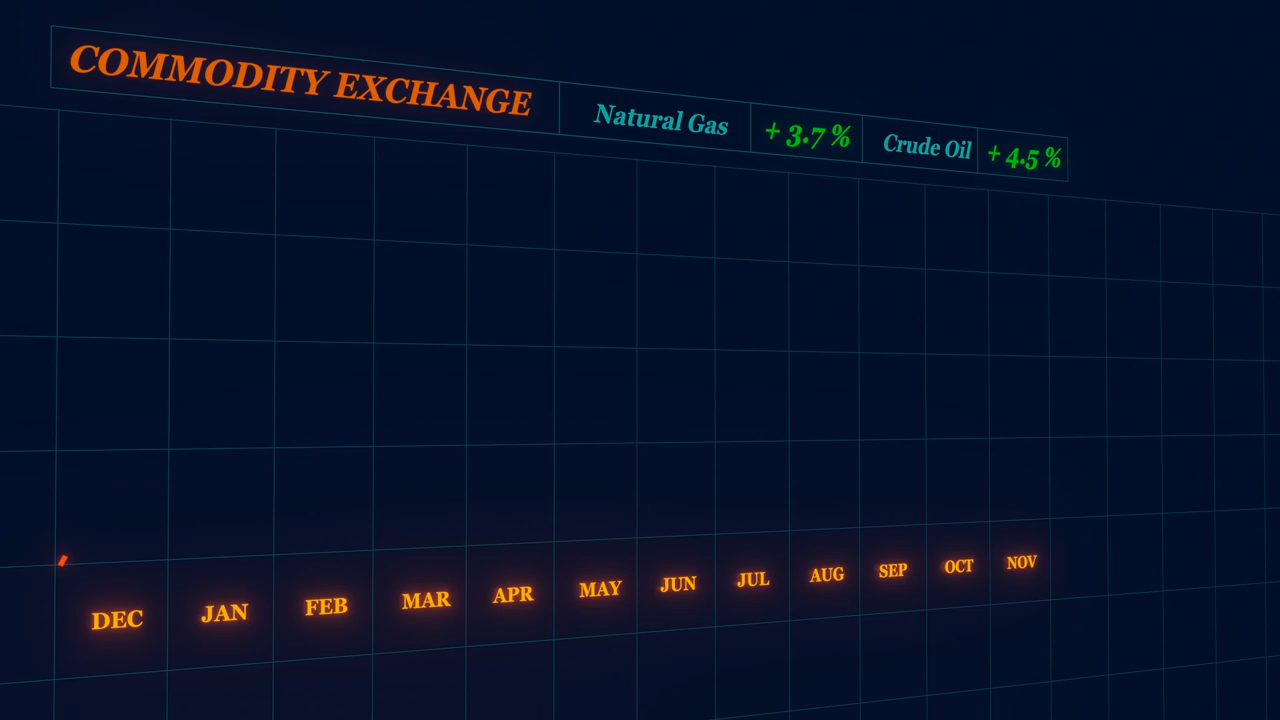 COMMODITY EXCHANGE Natural Gas + 3.7 % Crude Oil + 4.5 %
DEC JAN FEB MAR APR MAY JUN JUL AUG SEP OCT NOV